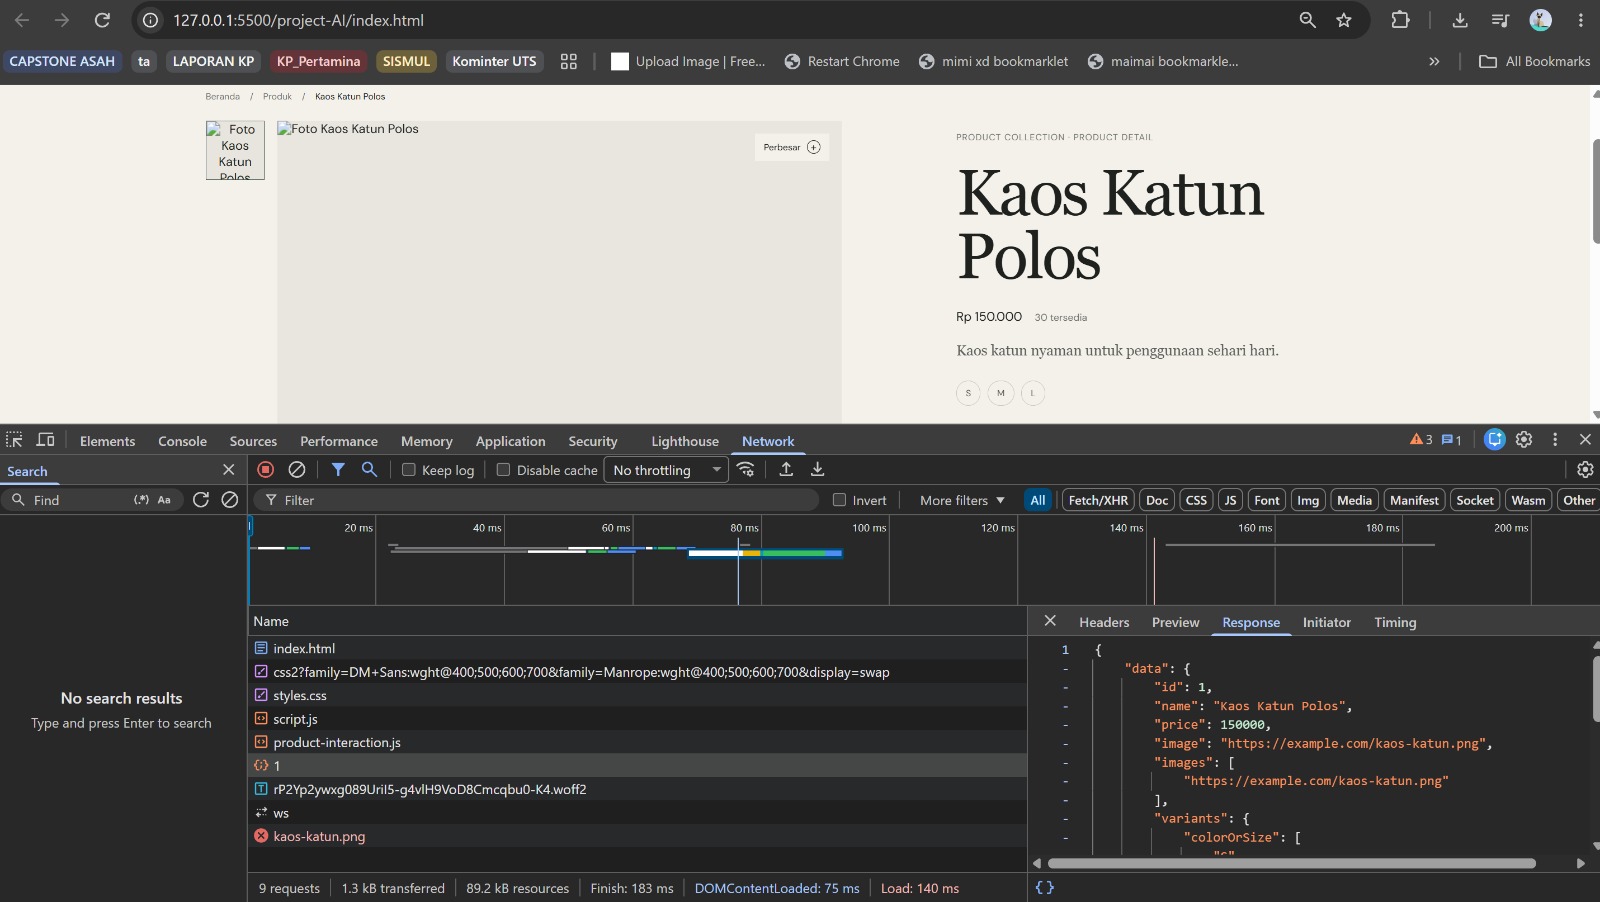 127.0.0.1:5500/project-AI/index.html
CAPSTONE ASAH ta LAPORAN KP KP_Pertamina SISMUL Kominter UTS Upload Image | Free... Restart Chrome mimi xd bookmarklet maimai bookmarkle... » All Bookmarks
Beranda / Produk / Kaos Katun Polos
Foto Kaos Katun Polos
Foto Kaos Katun Polos
Perbesar
PRODUCT COLLECTION · PRODUCT DETAIL
Kaos Katun
Polos
Rp 150.000 30 tersedia
Kaos katun nyaman untuk penggunaan sehari hari.
S M L
Elements Console Sources Performance Memory Application Security Lighthouse Network 3 1
Search
Keep log Disable cache No throttling
Find (.*) Aa
Filter Invert More filters All Fetch/XHR Doc CSS JS Font Img Media Manifest Socket Wasm Other
20 ms 40 ms 60 ms 80 ms 100 ms 120 ms 140 ms 160 ms 180 ms 200 ms
No search results
Type and press Enter to search
Name
index.html
css2?family=DM+Sans:wght@400;500;600;700&family=Manrope:wght@400;500;600;700&display=swap
styles.css
script.js
product-interaction.js
1
rP2Yp2ywxg089UriI5-g4vlH9VoD8Cmcqbu0-K4.woff2
ws
kaos-katun.png
9 requests 1.3 kB transferred 89.2 kB resources Finish: 183 ms DOMContentLoaded: 75 ms Load: 140 ms
Headers Preview Response Initiator Timing
1 {
- "data": {
- "id": 1,
- "name": "Kaos Katun Polos",
- "price": 150000,
- "image": "https://example.com/kaos-katun.png",
- "images": [
- "https://example.com/kaos-katun.png"
- ],
- "variants": {
- "colorOrSize": [
{ }